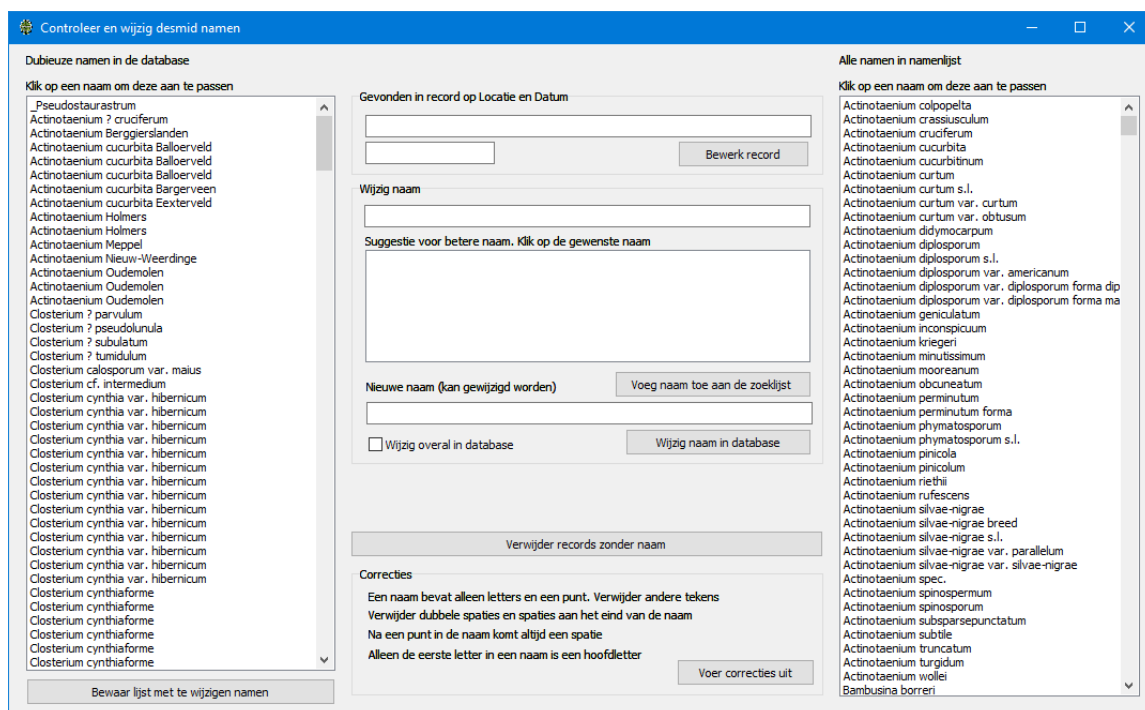 Controleer en wijzig desmid namen
Dubieuze namen in de database
Klik op een naam om deze aan te passen
_Pseudostaurastrum
Actinotaenium ? cruciferum
Actinotaenium Berggierslanden
Actinotaenium cucurbita Balloerveld
Actinotaenium cucurbita Balloerveld
Actinotaenium cucurbita Balloerveld
Actinotaenium cucurbita Bargerveen
Actinotaenium cucurbita Eexterveld
Actinotaenium Holmers
Actinotaenium Holmers
Actinotaenium Meppel
Actinotaenium Nieuw-Weerdinge
Actinotaenium Oudemolen
Actinotaenium Oudemolen
Actinotaenium Oudemolen
Closterium ? parvulum
Closterium ? pseudolunula
Closterium ? subulatum
Closterium ? tumidulum
Closterium calosporum var. maius
Closterium cf. intermedium
Closterium cynthia var. hibernicum
Closterium cynthia var. hibernicum
Closterium cynthia var. hibernicum
Closterium cynthia var. hibernicum
Closterium cynthia var. hibernicum
Closterium cynthia var. hibernicum
Closterium cynthia var. hibernicum
Closterium cynthia var. hibernicum
Closterium cynthia var. hibernicum
Closterium cynthia var. hibernicum
Closterium cynthia var. hibernicum
Closterium cynthia var. hibernicum
Closterium cynthia var. hibernicum
Closterium cynthia var. hibernicum
Closterium cynthiaforme
Closterium cynthiaforme
Closterium cynthiaforme
Closterium cynthiaforme
Closterium cynthiaforme
Closterium cynthiaforme
Bewaar lijst met te wijzigen namen
Gevonden in record op Locatie en Datum
Bewerk record
Wijzig naam
Suggestie voor betere naam. Klik op de gewenste naam
Nieuwe naam (kan gewijzigd worden)
Voeg naam toe aan de zoeklijst
Wijzig overal in database
Wijzig naam in database
Verwijder records zonder naam
Correcties
Een naam bevat alleen letters en een punt. Verwijder andere tekens
Verwijder dubbele spaties en spaties aan het eind van de naam
Na een punt in de naam komt altijd een spatie
Alleen de eerste letter in een naam is een hoofdletter
Voer correcties uit
Alle namen in namenlijst
Klik op een naam om deze aan te passen
Actinotaenium colpopelta
Actinotaenium crassiusculum
Actinotaenium cruciferum
Actinotaenium cucurbita
Actinotaenium cucurbitinum
Actinotaenium curtum
Actinotaenium curtum s.l.
Actinotaenium curtum var. curtum
Actinotaenium curtum var. obtusum
Actinotaenium didymocarpum
Actinotaenium diplosporum
Actinotaenium diplosporum s.l.
Actinotaenium diplosporum var. americanum
Actinotaenium diplosporum var. diplosporum forma dip
Actinotaenium diplosporum var. diplosporum forma ma
Actinotaenium geniculatum
Actinotaenium inconspicuum
Actinotaenium kriegeri
Actinotaenium minutissimum
Actinotaenium mooreanum
Actinotaenium obcuneatum
Actinotaenium perminutum
Actinotaenium perminutum forma
Actinotaenium phymatosporum
Actinotaenium phymatosporum s.l.
Actinotaenium pinicola
Actinotaenium pinicolum
Actinotaenium riethii
Actinotaenium rufescens
Actinotaenium silvae-nigrae
Actinotaenium silvae-nigrae breed
Actinotaenium silvae-nigrae s.l.
Actinotaenium silvae-nigrae var. parallelum
Actinotaenium silvae-nigrae var. silvae-nigrae
Actinotaenium spec.
Actinotaenium spinospermum
Actinotaenium spinosporum
Actinotaenium subsparsepunctatum
Actinotaenium subtile
Actinotaenium truncatum
Actinotaenium turgidum
Actinotaenium wollei
Bambusina borreri